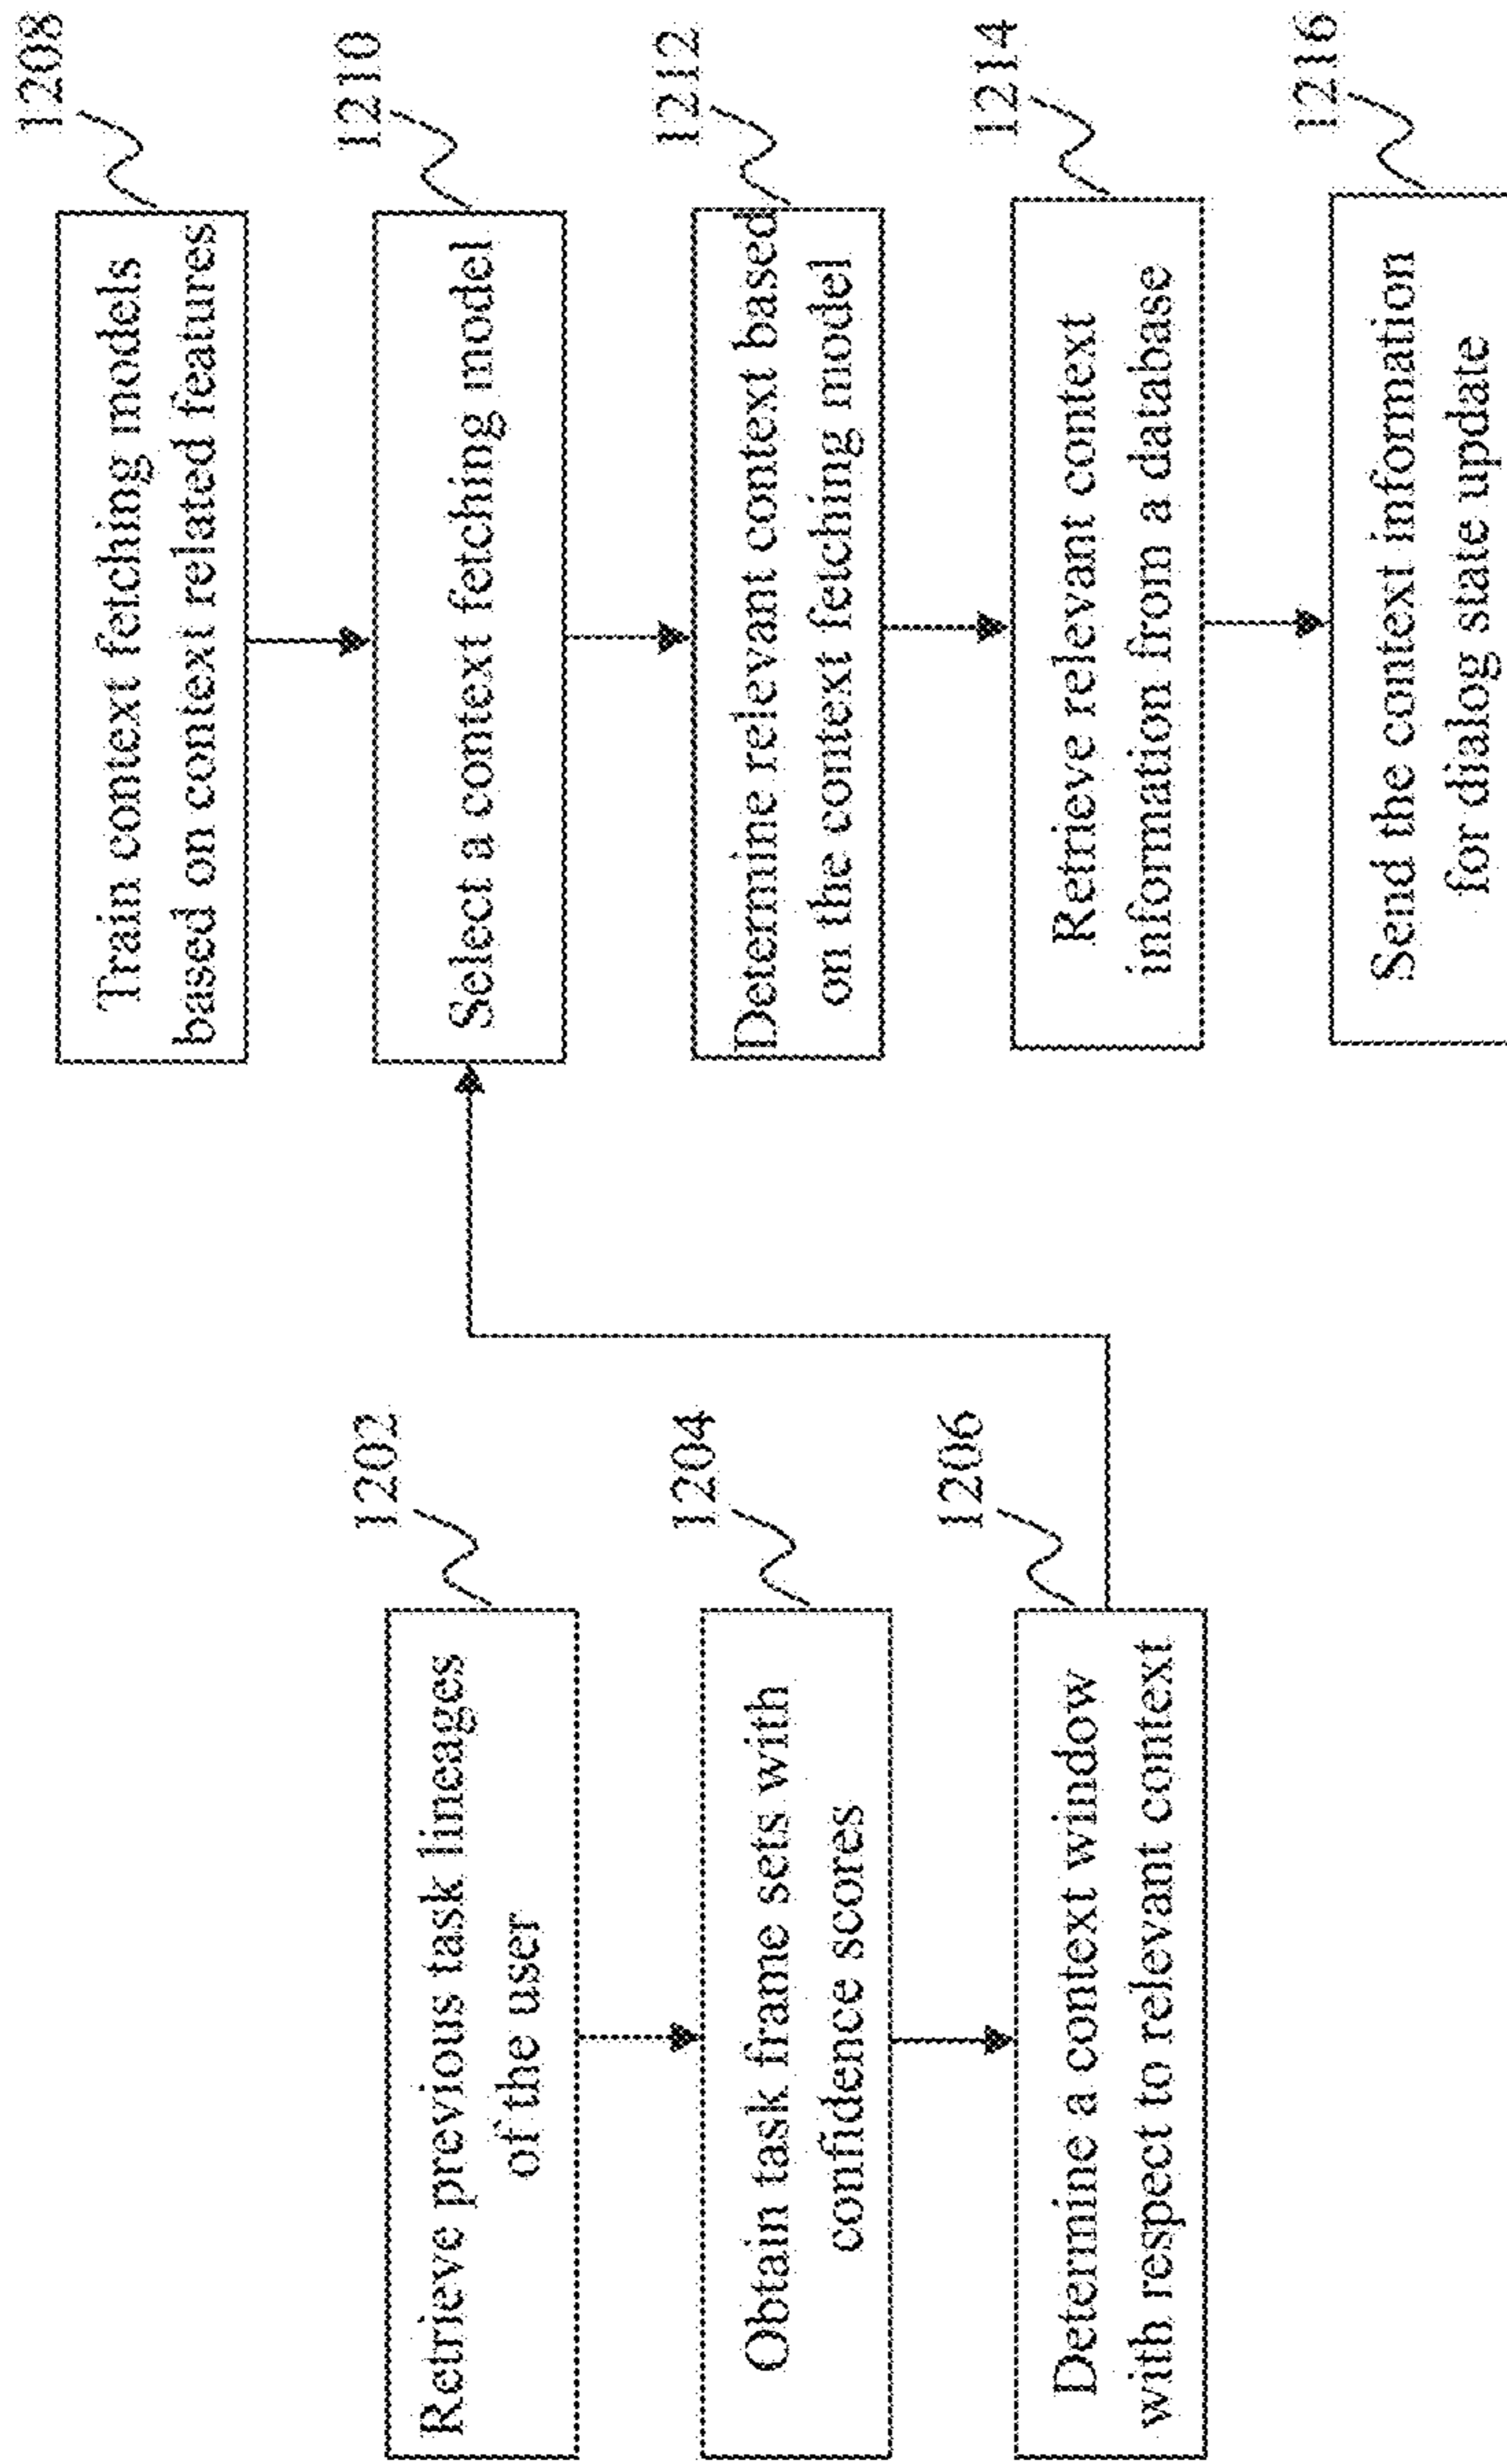 1202
Retrieve previous task lineages
of the user
1204
Obtain task frame sets with
confidence scores
1206
Determine a context window
with respect to relevant context
1208
Train context fetching models
based on context related features
1210
Select a context fetching model
1212
Determine relevant context based
on the context fetching model
1214
Retrieve relevant context
information from a database
1216
Send the context information
for dialog state update